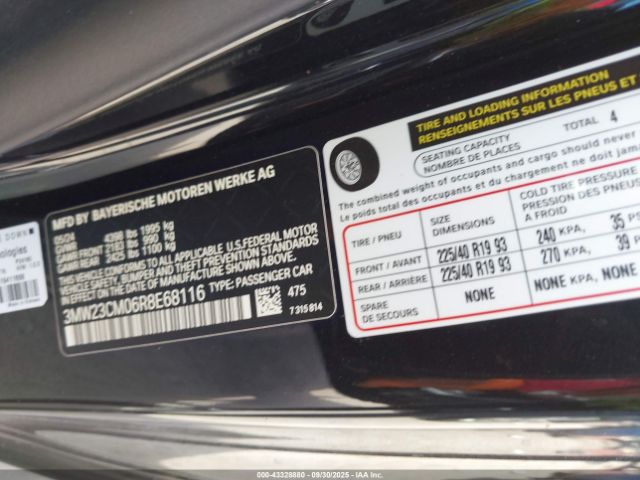 MFD BY BAYERISCHE MOTOREN WERKE AG
05/24
GVWR 4398 lbs 1995 kg
GAWR FRONT 2183 lbs 990 kg
GAWR REAR 2425 lbs 1100 kg
THIS VEHICLE CONFORMS TO ALL APPLICABLE U.S. FEDERAL MOTOR
VEHICLE SAFETY, BUMPER, AND THEFT PREVENTION STANDARDS
IN EFFECT ON THE DATE OF MANUFACTURE SHOWN ABOVE.
3MW23CM06R8E68116 TYPE: PASSENGER CAR
475
7 315 814
DOWN
ologies
TIRE AND LOADING INFORMATION
RENSEIGNEMENTS SUR LES PNEUS ET
SEATING CAPACITY
NOMBRE DE PLACES
TOTAL 4
The combined weight of occupants and cargo should never
Le poids total des occupants et du chargement ne doit jamais
TIRE / PNEU
SIZE
DIMENSIONS
COLD TIRE PRESSURE
PRESSION DES PNEUS
A FROID
FRONT / AVANT 225/40 R19 93 240 KPA, 35
REAR / ARRIÈRE 225/40 R19 93 270 KPA, 39
SPARE
DE SECOURS
NONE NONE KPA, NON
000-43328880 - 09/30/2025 - IAA Inc.